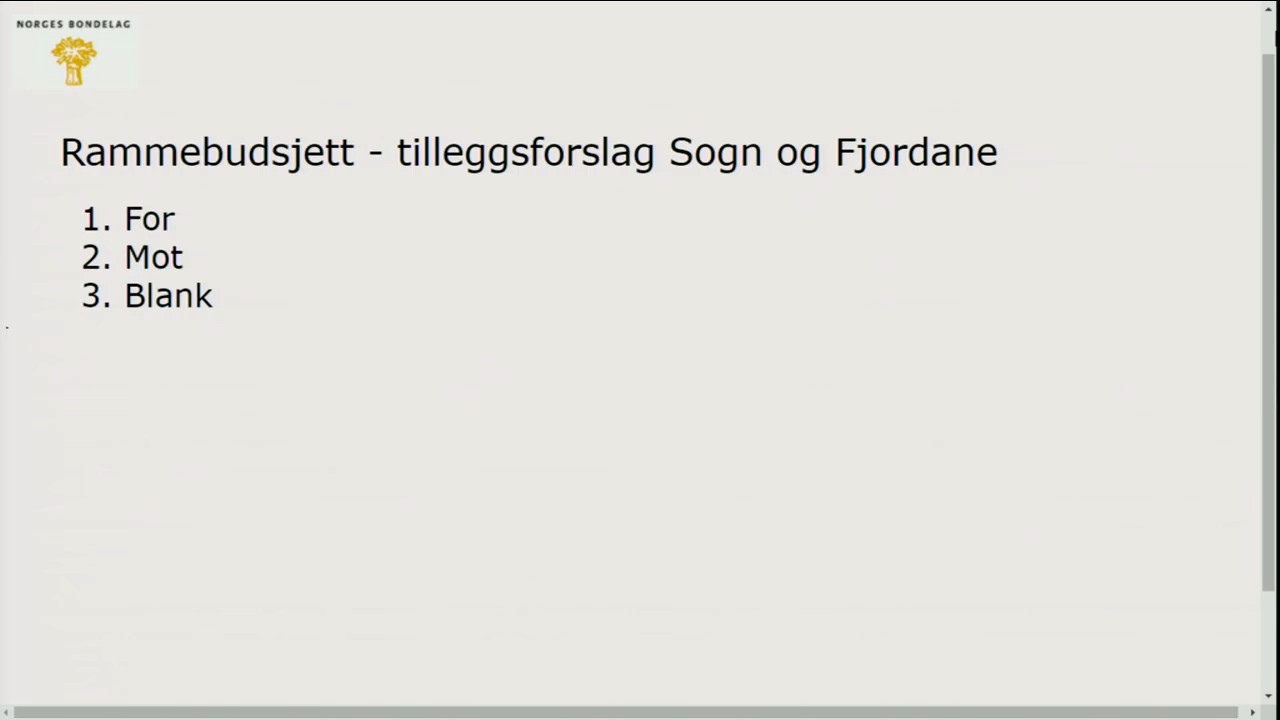 NORGES BONDELAG
Rammebudsjett - tilleggsforslag Sogn og Fjordane
1. For
2. Mot
3. Blank